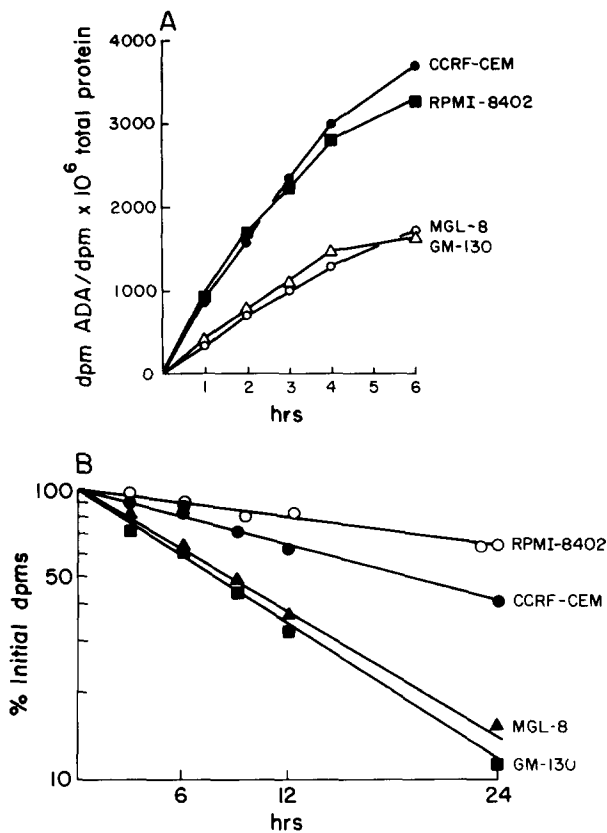 A
4000
3000
2000
1000
0
dpm ADA/dpm x 10⁶ total protein
1 2 3 4 5 6
hrs
CCRF-CEM
RPMI-8402
MGL-8
GM-130
B
100
50
10
% Initial dpms
6 12 24
hrs
RPMI-8402
CCRF-CEM
MGL-8
GM-130